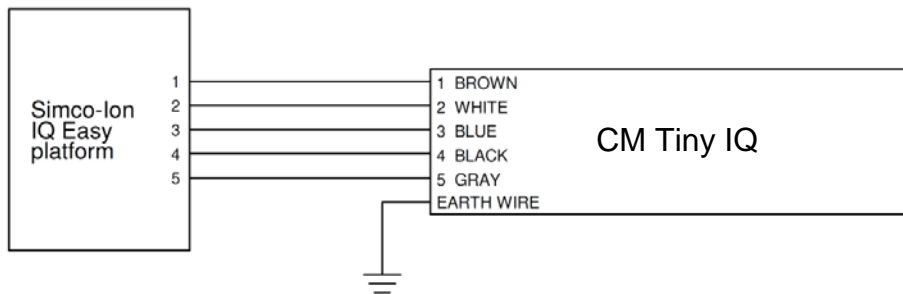 Simco-Ion
IQ Easy
platform
1
2
3
4
5
1 BROWN
2 WHITE
3 BLUE
4 BLACK
5 GRAY
EARTH WIRE
CM Tiny IQ